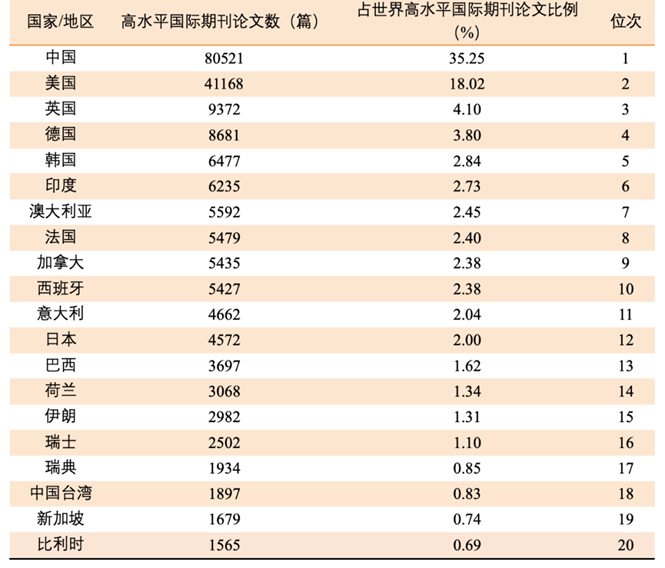 国家/地区 高水平国际期刊论文数（篇） 占世界高水平国际期刊论文比例（%） 位次
中国 80521 35.25 1
美国 41168 18.02 2
英国 9372 4.10 3
德国 8681 3.80 4
韩国 6477 2.84 5
印度 6235 2.73 6
澳大利亚 5592 2.45 7
法国 5479 2.40 8
加拿大 5435 2.38 9
西班牙 5427 2.38 10
意大利 4662 2.04 11
日本 4572 2.00 12
巴西 3697 1.62 13
荷兰 3068 1.34 14
伊朗 2982 1.31 15
瑞士 2502 1.10 16
瑞典 1934 0.85 17
中国台湾 1897 0.83 18
新加坡 1679 0.74 19
比利时 1565 0.69 20